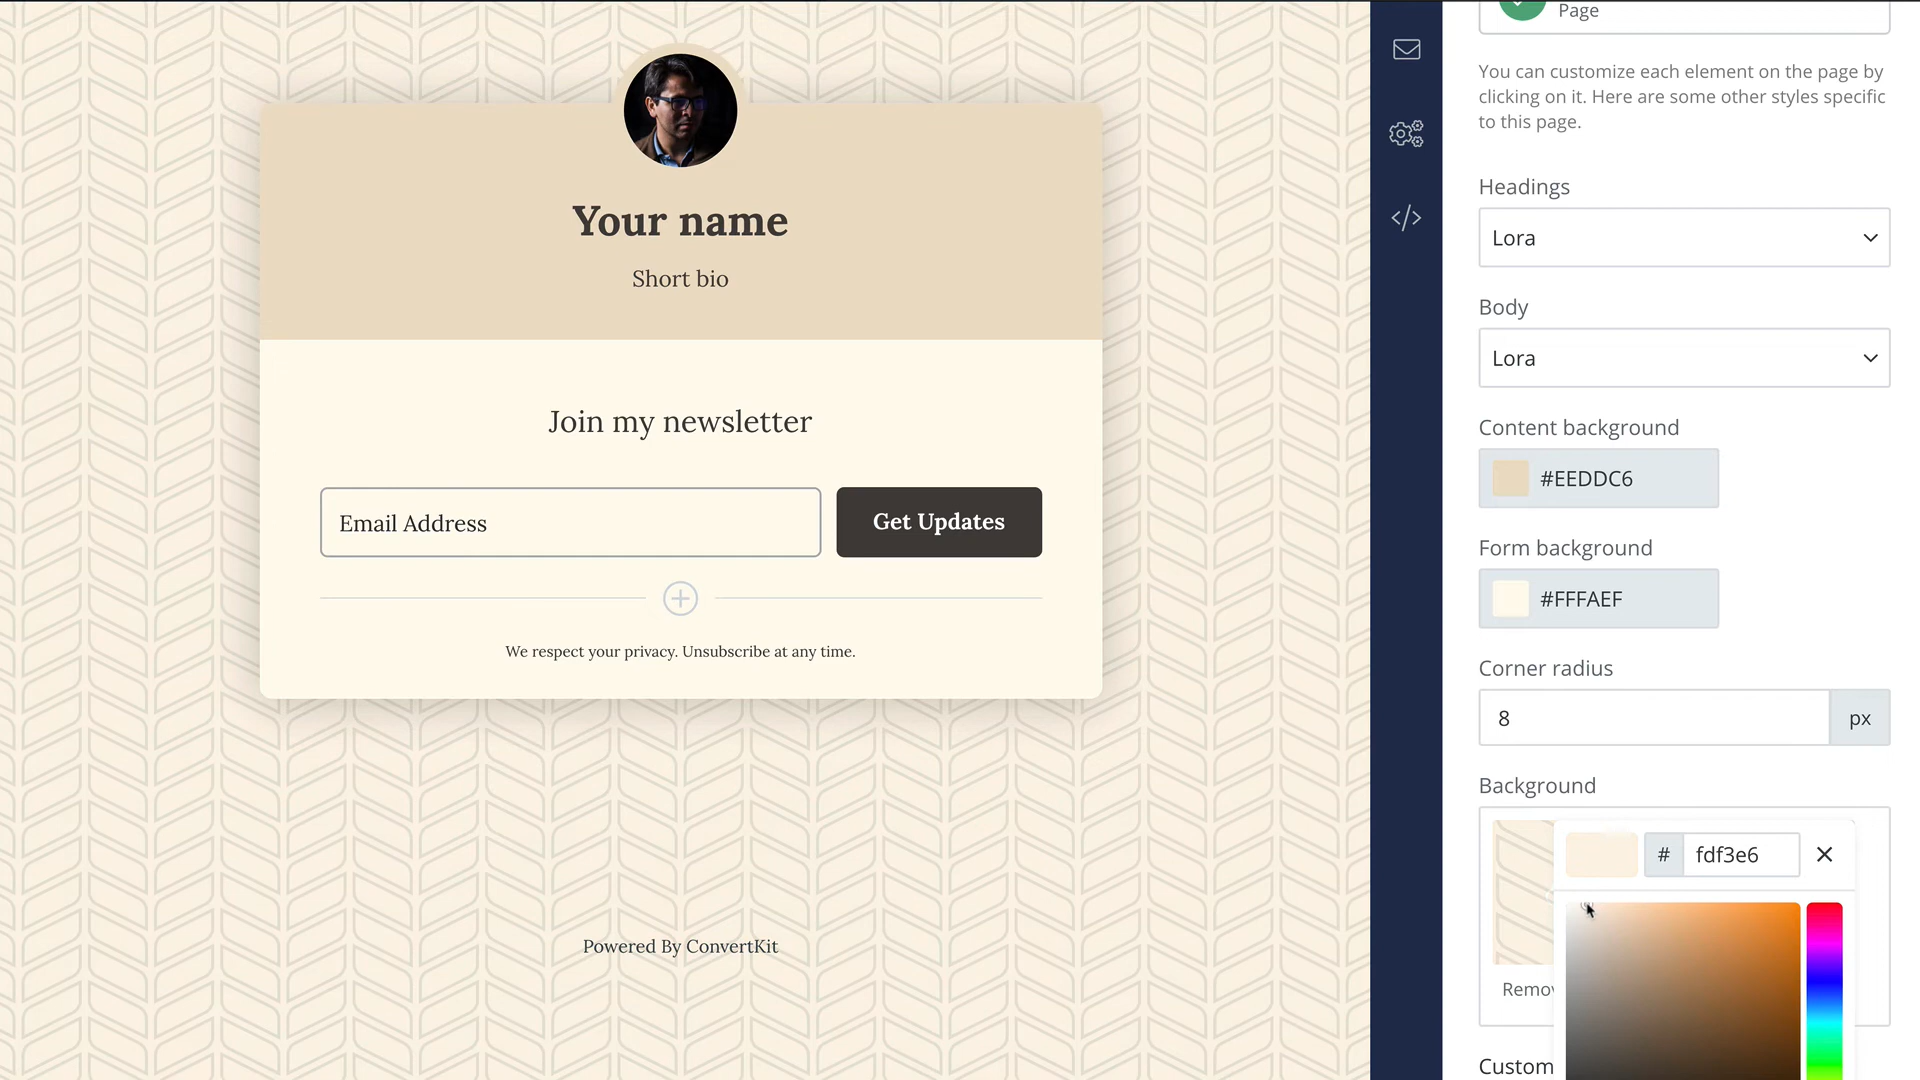 Your name
Short bio
Join my newsletter
Email Address
Get Updates
We respect your privacy. Unsubscribe at any time.
Powered By ConvertKit
Page
You can customize each element on the page by
clicking on it. Here are some other styles specific
to this page.
Headings
Lora
Body
Lora
Content background
#EEDDC6
Form background
#FFFAEF
Corner radius
8 px
Background
# fdf3e6
Remov
Custom